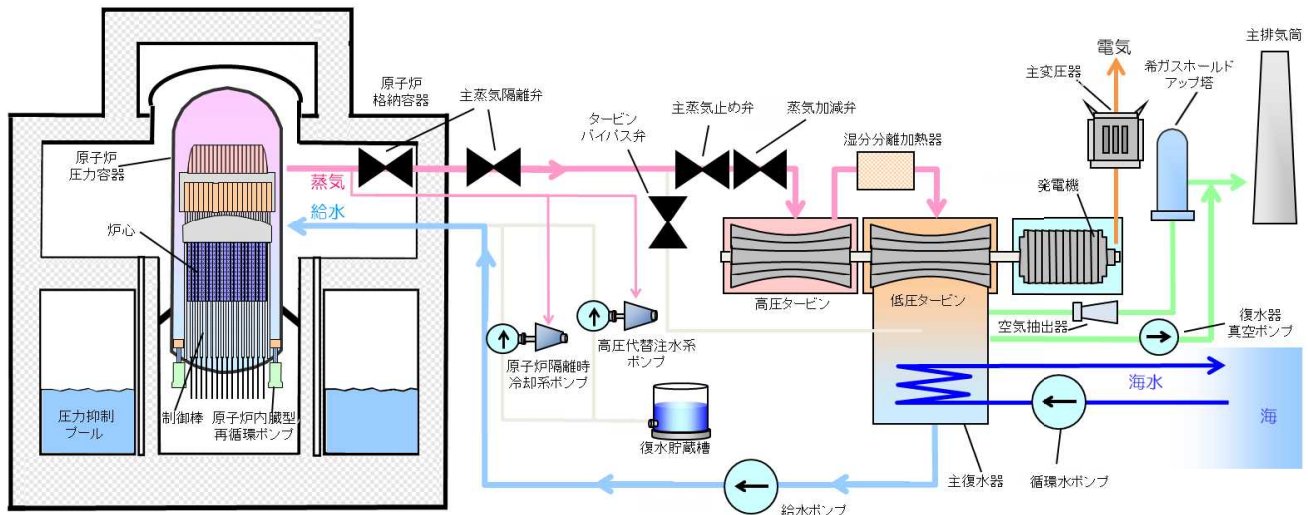 主排気筒
電気
主変圧器
希ガスホールド
アップ塔
原子炉
格納容器
主蒸気隔離弁
タービン
バイパス弁
主蒸気止め弁
蒸気加減弁
湿分分離加熱器
原子炉
圧力容器
蒸気
給水
発電機
炉心
高圧タービン
低圧タービン
空気抽出器
復水器
真空ポンプ
原子炉隔離時
冷却系ポンプ
高圧代替注水系
ポンプ
海水
海
圧力抑制
プール
制御棒
原子炉内臓型
再循環ポンプ
復水貯蔵槽
主復水器
循環水ポンプ
給水ポンプ